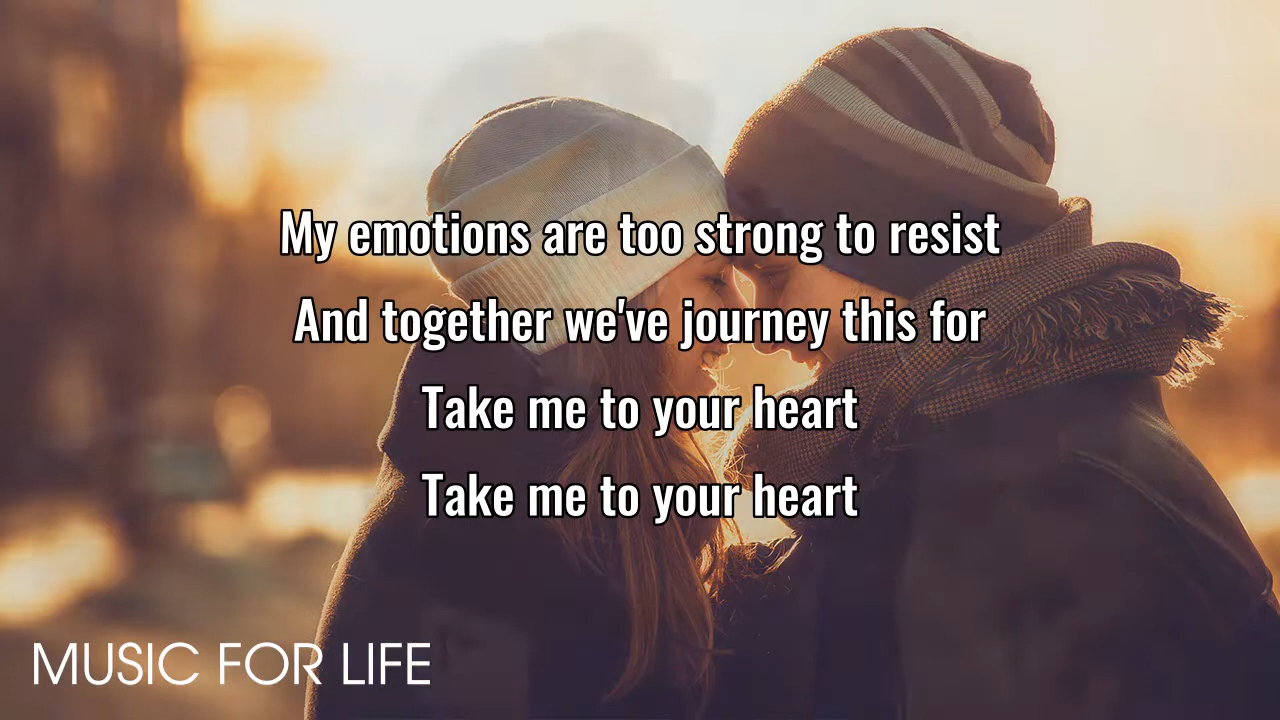 My emotions are too strong to resist
And together we've journey this for
Take me to your heart
Take me to your heart
MUSIC FOR LIFE